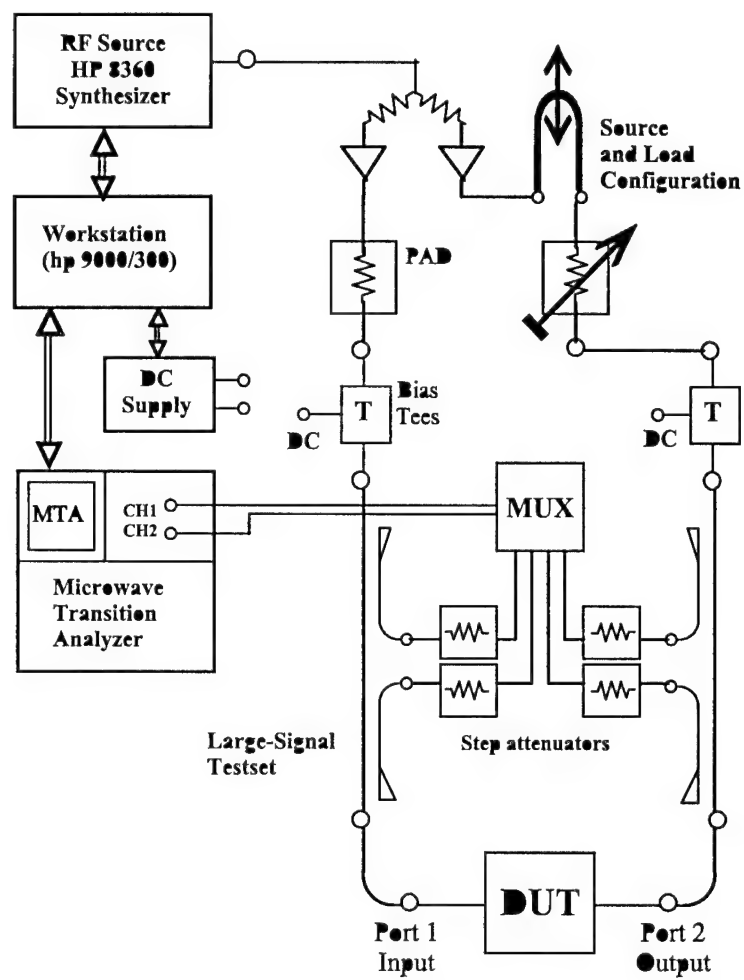 RF Source
HP 8360
Synthesizer
Source
and Load
Configuration
Workstation
(hp 9000/300)
PAD
DC
Supply
Bias
Tees
T
DC
T
DC
MTA
CH1
CH2
MUX
Microwave
Transition
Analyzer
Large-Signal
Testset
Step attenuators
DUT
Port 1
Input
Port 2
Output